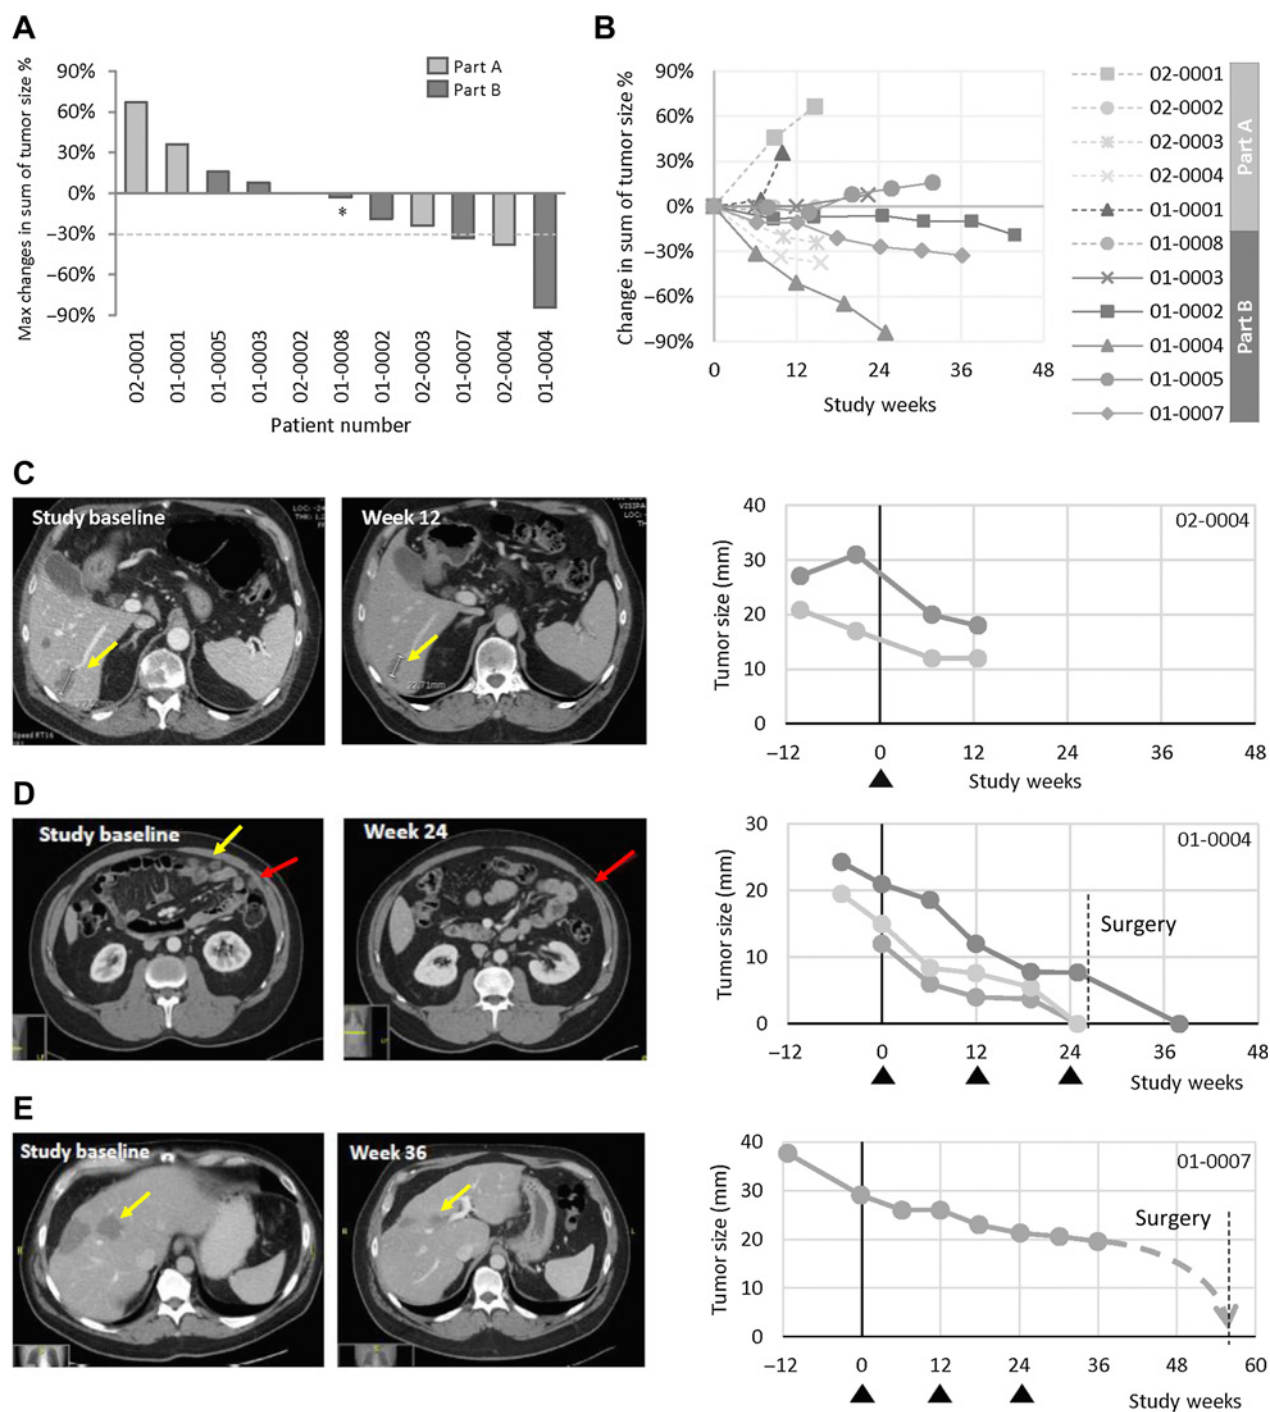 A
Max changes in sum of tumor size %
90%
60%
30%
0%
−30%
−60%
−90%
Part A
Part B
*
02-0001
01-0001
01-0005
01-0003
02-0002
01-0008
01-0002
02-0003
01-0007
02-0004
01-0004
Patient number
B
Change in sum of tumor size %
90%
60%
30%
0%
−30%
−60%
−90%
0 12 24 36 48
Study weeks
02-0001
02-0002
02-0003
02-0004
01-0001
01-0008
01-0003
01-0002
01-0004
01-0005
01-0007
Part A
Part B
C
Study baseline
Week 12
22.71mm
Tumor size (mm)
40
30
20
10
0
02-0004
−12 0 12 24 36 48
Study weeks
D
Study baseline
Week 24
Tumor size (mm)
30
20
10
0
01-0004
Surgery
−12 0 12 24 36 48
Study weeks
E
Study baseline
Week 36
R
L
R
L
Tumor size (mm)
40
30
20
10
0
01-0007
Surgery
−12 0 12 24 36 48 60
Study weeks